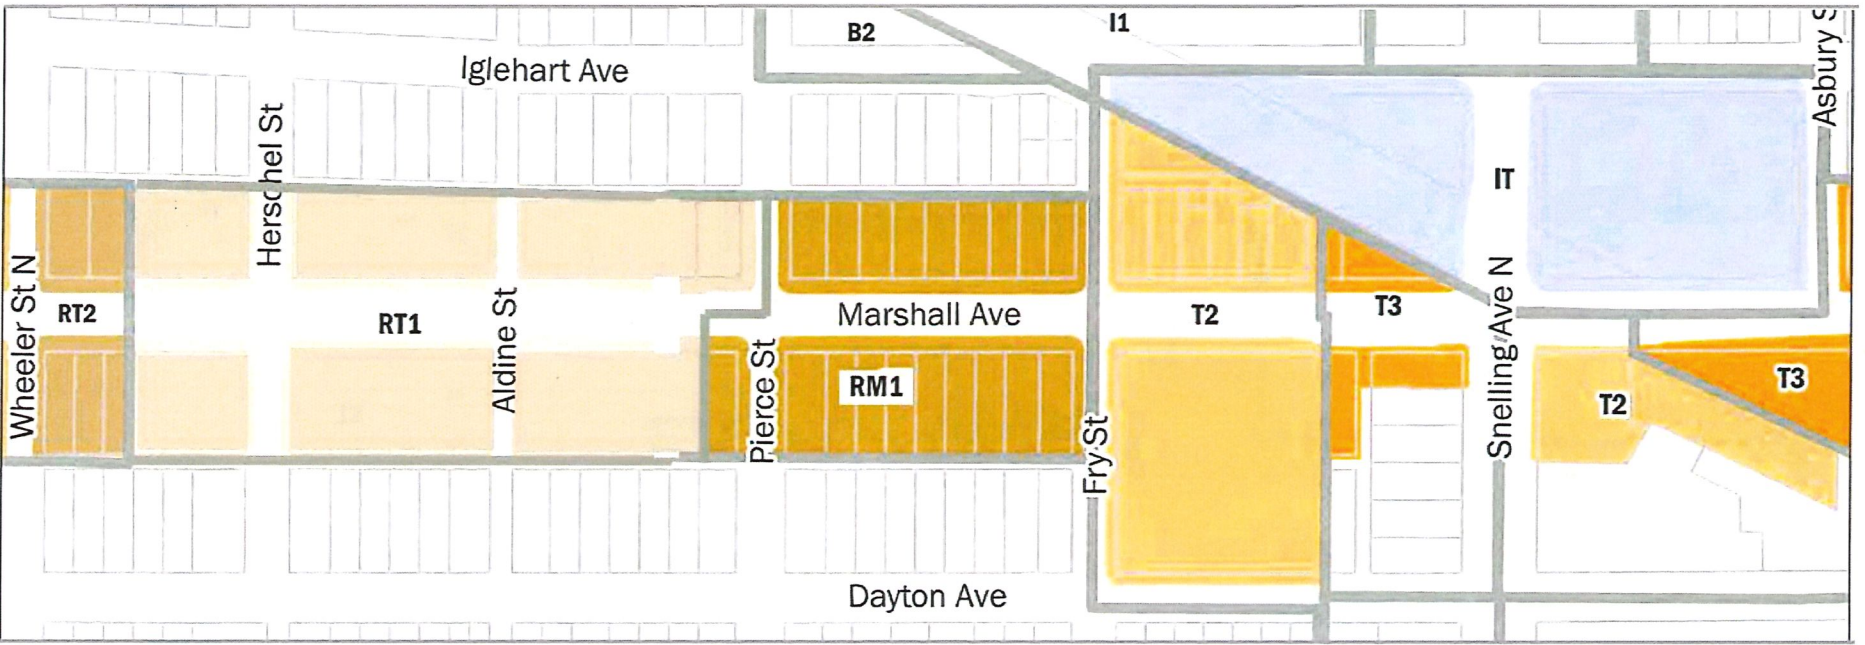 B2
I1
Iglehart Ave
Asbury S
Herschel St
IT
Wheeler St N
RT2
RT1
Aldine St
Marshall Ave
T2
T3
Snelling Ave N
Pierce St
RM1
Fry St
T2
T3
Dayton Ave